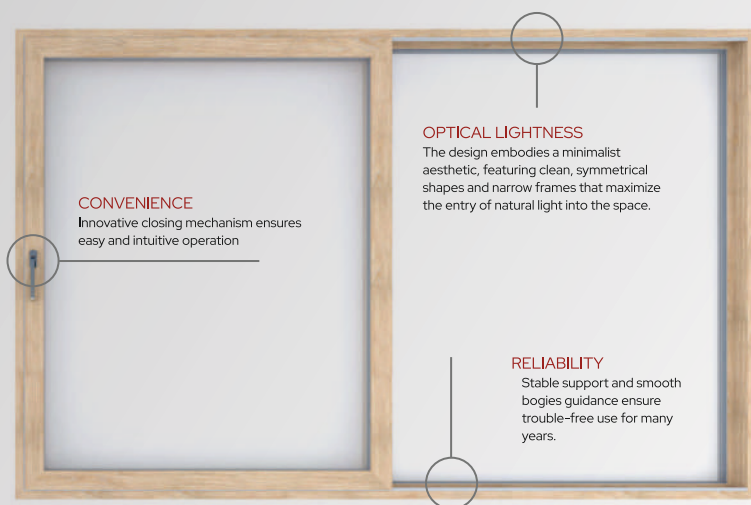 OPTICAL LIGHTNESS
The design embodies a minimalist
aesthetic, featuring clean, symmetrical
shapes and narrow frames that maximize
the entry of natural light into the space.
CONVENIENCE
Innovative closing mechanism ensures
easy and intuitive operation
RELIABILITY
Stable support and smooth
bogies guidance ensure
trouble-free use for many
years.